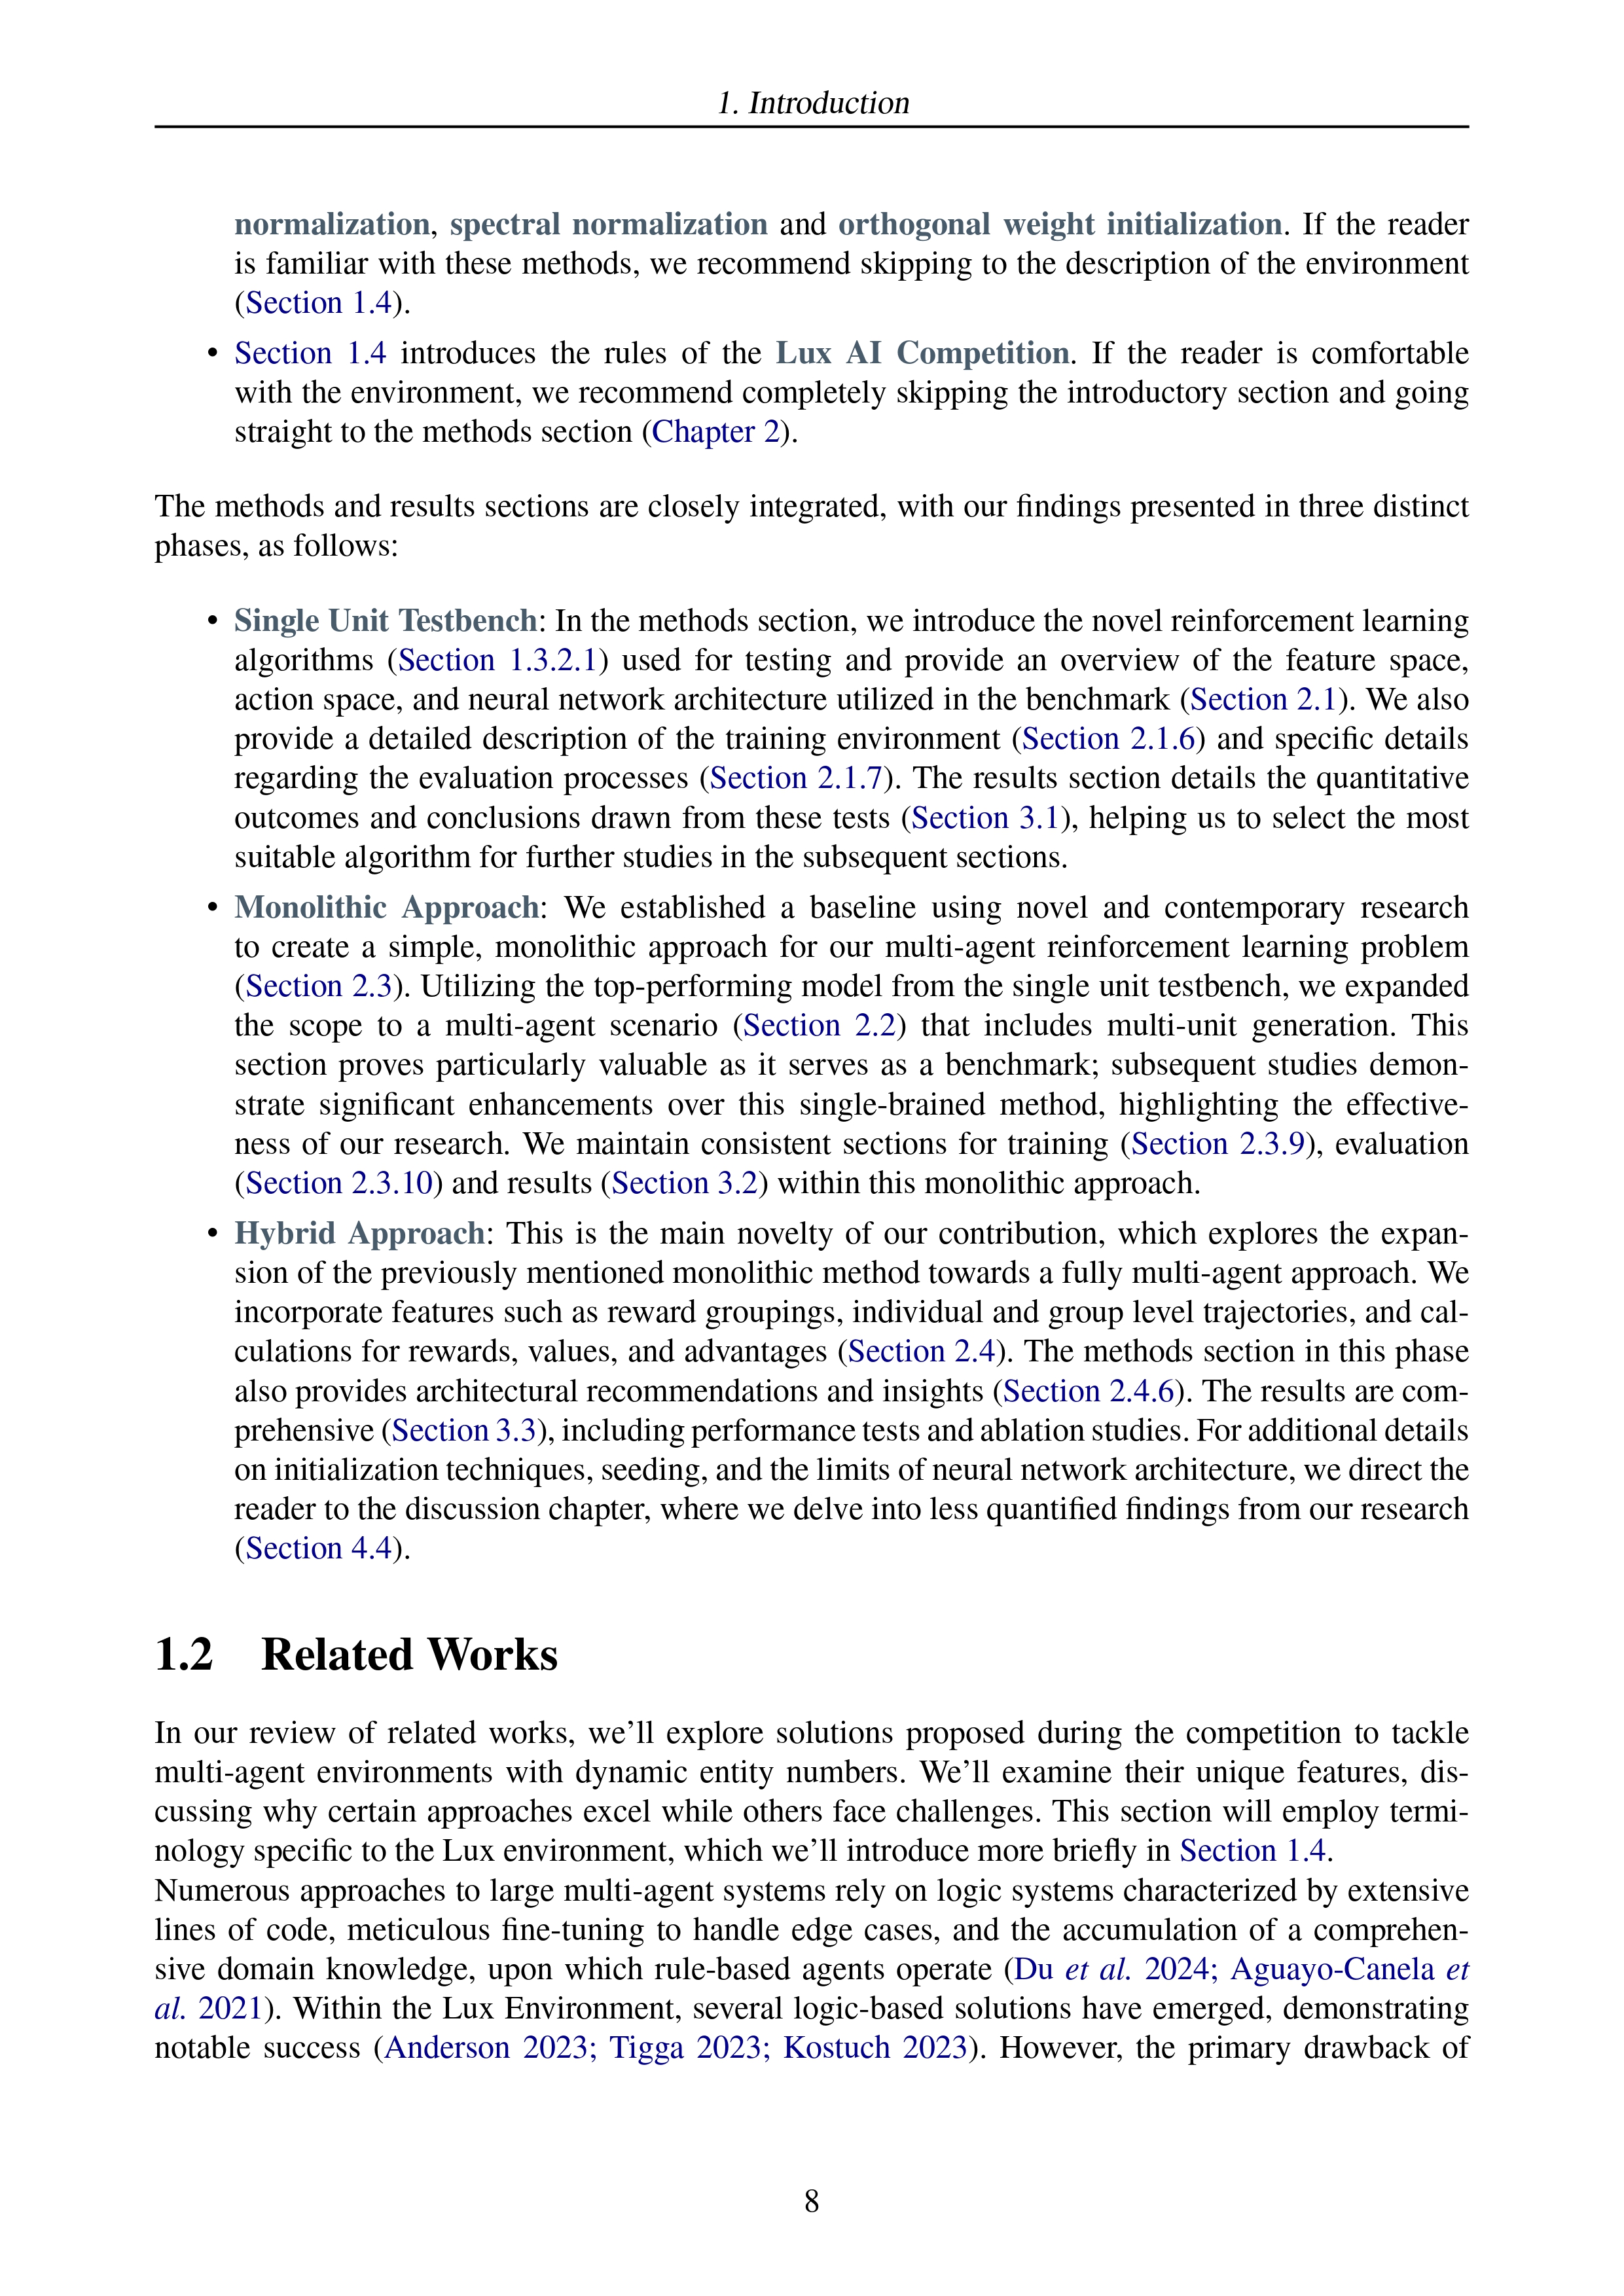 1. Introduction
normalization, spectral normalization and orthogonal weight initialization. If the reader
is familiar with these methods, we recommend skipping to the description of the environment
(Section 1.4).
• Section 1.4 introduces the rules of the Lux AI Competition. If the reader is comfortable
with the environment, we recommend completely skipping the introductory section and going
straight to the methods section (Chapter 2).
The methods and results sections are closely integrated, with our findings presented in three distinct
phases, as follows:
• Single Unit Testbench: In the methods section, we introduce the novel reinforcement learning
algorithms (Section 1.3.2.1) used for testing and provide an overview of the feature space,
action space, and neural network architecture utilized in the benchmark (Section 2.1). We also
provide a detailed description of the training environment (Section 2.1.6) and specific details
regarding the evaluation processes (Section 2.1.7). The results section details the quantitative
outcomes and conclusions drawn from these tests (Section 3.1), helping us to select the most
suitable algorithm for further studies in the subsequent sections.
• Monolithic Approach: We established a baseline using novel and contemporary research
to create a simple, monolithic approach for our multi-agent reinforcement learning problem
(Section 2.3). Utilizing the top-performing model from the single unit testbench, we expanded
the scope to a multi-agent scenario (Section 2.2) that includes multi-unit generation. This
section proves particularly valuable as it serves as a benchmark; subsequent studies demon-
strate significant enhancements over this single-brained method, highlighting the effective-
ness of our research. We maintain consistent sections for training (Section 2.3.9), evaluation
(Section 2.3.10) and results (Section 3.2) within this monolithic approach.
• Hybrid Approach: This is the main novelty of our contribution, which explores the expan-
sion of the previously mentioned monolithic method towards a fully multi-agent approach. We
incorporate features such as reward groupings, individual and group level trajectories, and cal-
culations for rewards, values, and advantages (Section 2.4). The methods section in this phase
also provides architectural recommendations and insights (Section 2.4.6). The results are com-
prehensive (Section 3.3), including performance tests and ablation studies. For additional details
on initialization techniques, seeding, and the limits of neural network architecture, we direct the
reader to the discussion chapter, where we delve into less quantified findings from our research
(Section 4.4).
1.2 Related Works
In our review of related works, we'll explore solutions proposed during the competition to tackle
multi-agent environments with dynamic entity numbers. We'll examine their unique features, dis-
cussing why certain approaches excel while others face challenges. This section will employ termi-
nology specific to the Lux environment, which we'll introduce more briefly in Section 1.4.
Numerous approaches to large multi-agent systems rely on logic systems characterized by extensive
lines of code, meticulous fine-tuning to handle edge cases, and the accumulation of a comprehen-
sive domain knowledge, upon which rule-based agents operate (Du et al. 2024; Aguayo-Canela et
al. 2021). Within the Lux Environment, several logic-based solutions have emerged, demonstrating
notable success (Anderson 2023; Tigga 2023; Kostuch 2023). However, the primary drawback of
8